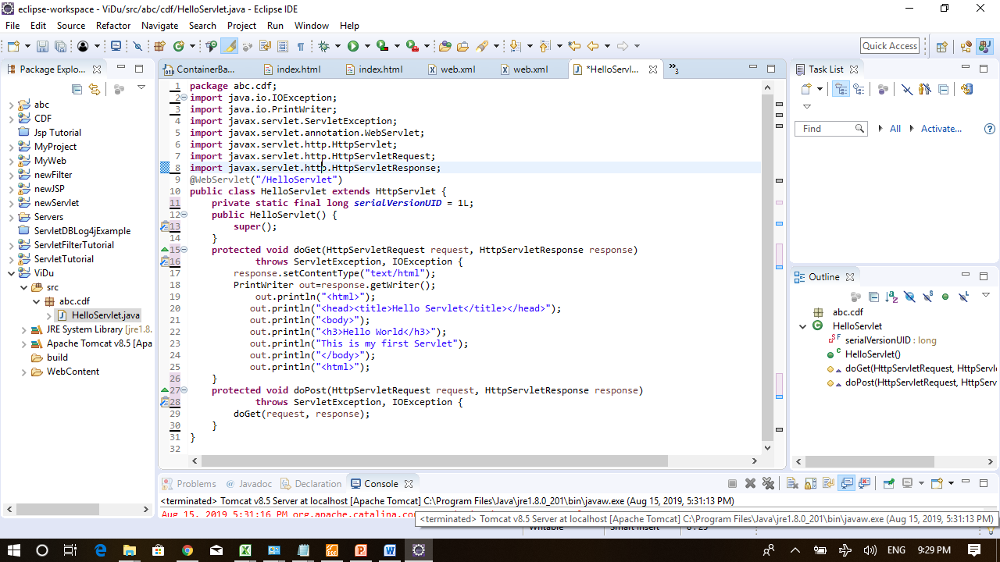 eclipse-workspace - ViDu/src/abc/cdf/HelloServlet.java - Eclipse IDE
File Edit Source Refactor Navigate Search Project Run Window Help
Quick Access
Package Explo...
abc
CDF
Jsp Tutorial
MyProject
MyWeb
newFilter
newJSP
newServlet
Servers
ServletDBLog4jExample
ServletFilterTutorial
ServletTutorial
ViDu
src
abc.cdf
HelloServlet.java
JRE System Library [jre1.8.
Apache Tomcat v8.5 [Apa
build
WebContent
ContainerBa... index.html index.html web.xml web.xml *HelloServl... »3
1 package abc.cdf;
2 import java.io.IOException;
3 import java.io.PrintWriter;
4 import javax.servlet.ServletException;
5 import javax.servlet.annotation.WebServlet;
6 import javax.servlet.http.HttpServlet;
7 import javax.servlet.http.HttpServletRequest;
8 import javax.servlet.http.HttpServletResponse;
9 @WebServlet("/HelloServlet")
10 public class HelloServlet extends HttpServlet {
11 private static final long serialVersionUID = 1L;
12 public HelloServlet() {
13 super();
14 }
15 protected void doGet(HttpServletRequest request, HttpServletResponse response)
16 throws ServletException, IOException {
17 response.setContentType("text/html");
18 PrintWriter out=response.getWriter();
19 out.println("<html>");
20 out.println("<head><title>Hello Servlet</title></head>");
21 out.println("<body>");
22 out.println("<h3>Hello World</h3>");
23 out.println("This is my first Servlet");
24 out.println("</body>");
25 out.println("<html>");
26 }
27 protected void doPost(HttpServletRequest request, HttpServletResponse response)
28 throws ServletException, IOException {
29 doGet(request, response);
30 }
31 }
32
Task List
Find All Activate...
Outline
abc.cdf
HelloServlet
serialVersionUID : long
HelloServlet()
doGet(HttpServletRequest, HttpServl
doPost(HttpServletRequest, HttpServ
Problems @ Javadoc Declaration Console
<terminated> Tomcat v8.5 Server at localhost [Apache Tomcat] C:\Program Files\Java\jre1.8.0_201\bin\javaw.exe (Aug 15, 2019, 5:31:13 PM)
Aug 15, 2019 5:31:16 PM org.apache.catalina.cor
<terminated> Tomcat v8.5 Server at localhost [Apache Tomcat] C:\Program Files\Java\jre1.8.0_201\bin\javaw.exe (Aug 15, 2019, 5:31:13 PM)
Writable Smart Insert 8 : 25
ENG 9:29 PM